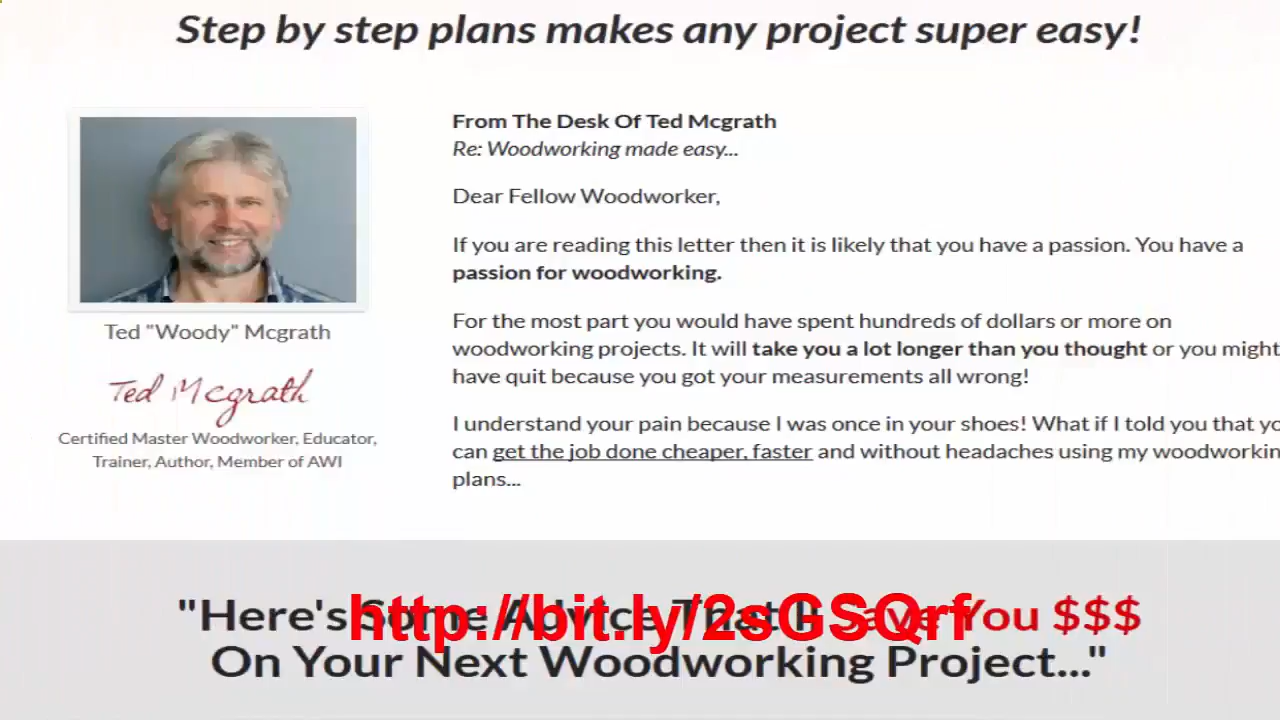 Step by step plans makes any project super easy!
Ted "Woody" Mcgrath
Ted Mcgrath
Certified Master Woodworker, Educator,
Trainer, Author, Member of AWI
From The Desk Of Ted Mcgrath
Re: Woodworking made easy...
Dear Fellow Woodworker,
If you are reading this letter then it is likely that you have a passion. You have a
passion for woodworking.
For the most part you would have spent hundreds of dollars or more on
woodworking projects. It will take you a lot longer than you thought or you might
have quit because you got your measurements all wrong!
I understand your pain because I was once in your shoes! What if I told you that yo
can get the job done cheaper, faster and without headaches using my woodworkin
plans...
"Here's Some Advice That Save You $$$
http://bit.ly/2sGSQrf
On Your Next Woodworking Project..."